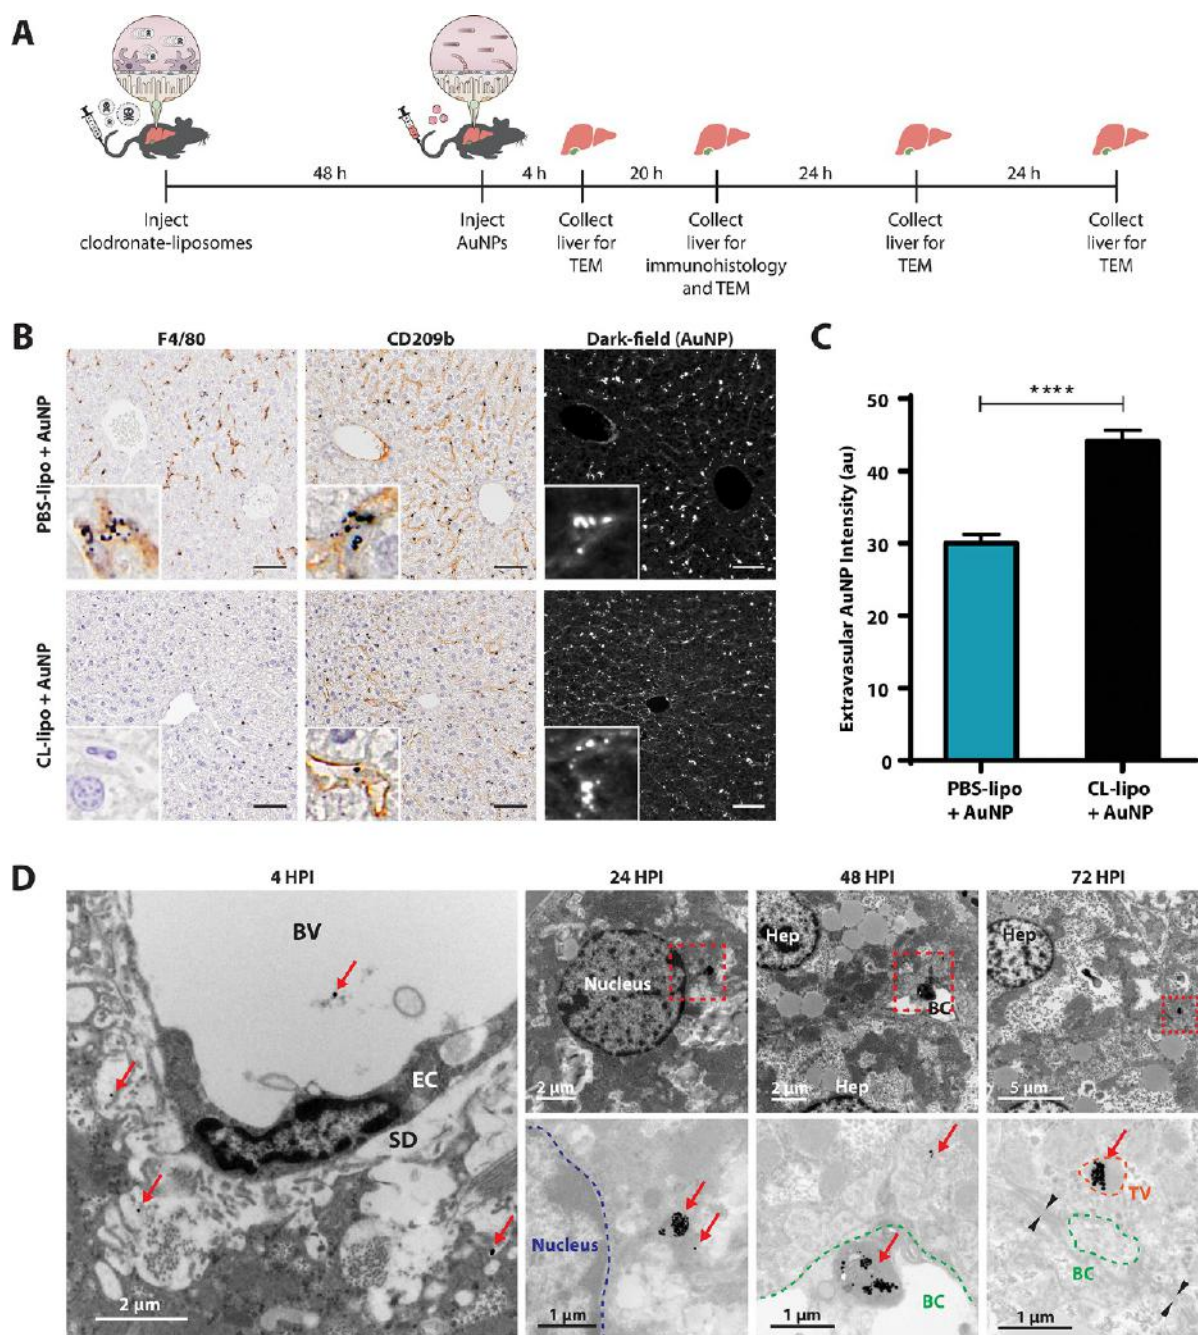 A
48 h
4 h
20 h
24 h
24 h
Inject
clodronate-liposomes
Inject
AuNPs
Collect
liver for
TEM
Collect
liver for
immunohistology
and TEM
Collect
liver for
TEM
Collect
liver for
TEM
B
F4/80
CD209b
Dark-field (AuNP)
PBS-lipo + AuNP
CL-lipo + AuNP
C
****
Extravasular AuNP Intensity (au)
50
40
30
20
10
0
PBS-lipo
+ AuNP
CL-lipo
+ AuNP
D
4 HPI
24 HPI
48 HPI
72 HPI
BV
EC
SD
2 µm
Nucleus
2 µm
Hep
BC
Hep
2 µm
Hep
5 µm
Nucleus
1 µm
BC
1 µm
TV
BC
1 µm